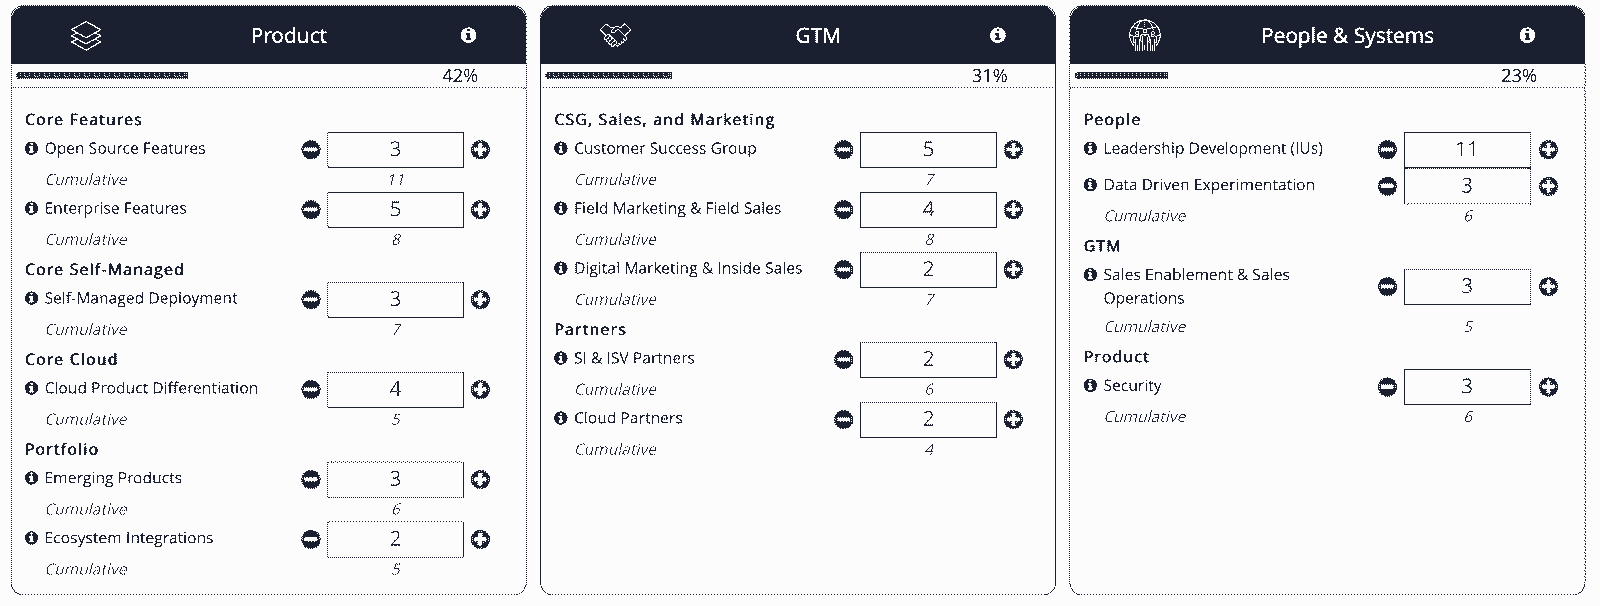 Product
42%
Core Features
Open Source Features 3
Cumulative 11
Enterprise Features 5
Cumulative 8
Core Self-Managed
Self-Managed Deployment 3
Cumulative 7
Core Cloud
Cloud Product Differentiation 4
Cumulative 5
Portfolio
Emerging Products 3
Cumulative 6
Ecosystem Integrations 2
Cumulative 5
GTM
31%
CSG, Sales, and Marketing
Customer Success Group 5
Cumulative 7
Field Marketing & Field Sales 4
Cumulative 8
Digital Marketing & Inside Sales 2
Cumulative 7
Partners
SI & ISV Partners 2
Cumulative 6
Cloud Partners 2
Cumulative 4
People & Systems
23%
People
Leadership Development (IUs) 11
Data Driven Experimentation 3
Cumulative 6
GTM
Sales Enablement & Sales
Operations 3
Cumulative 5
Product
Security 3
Cumulative 6